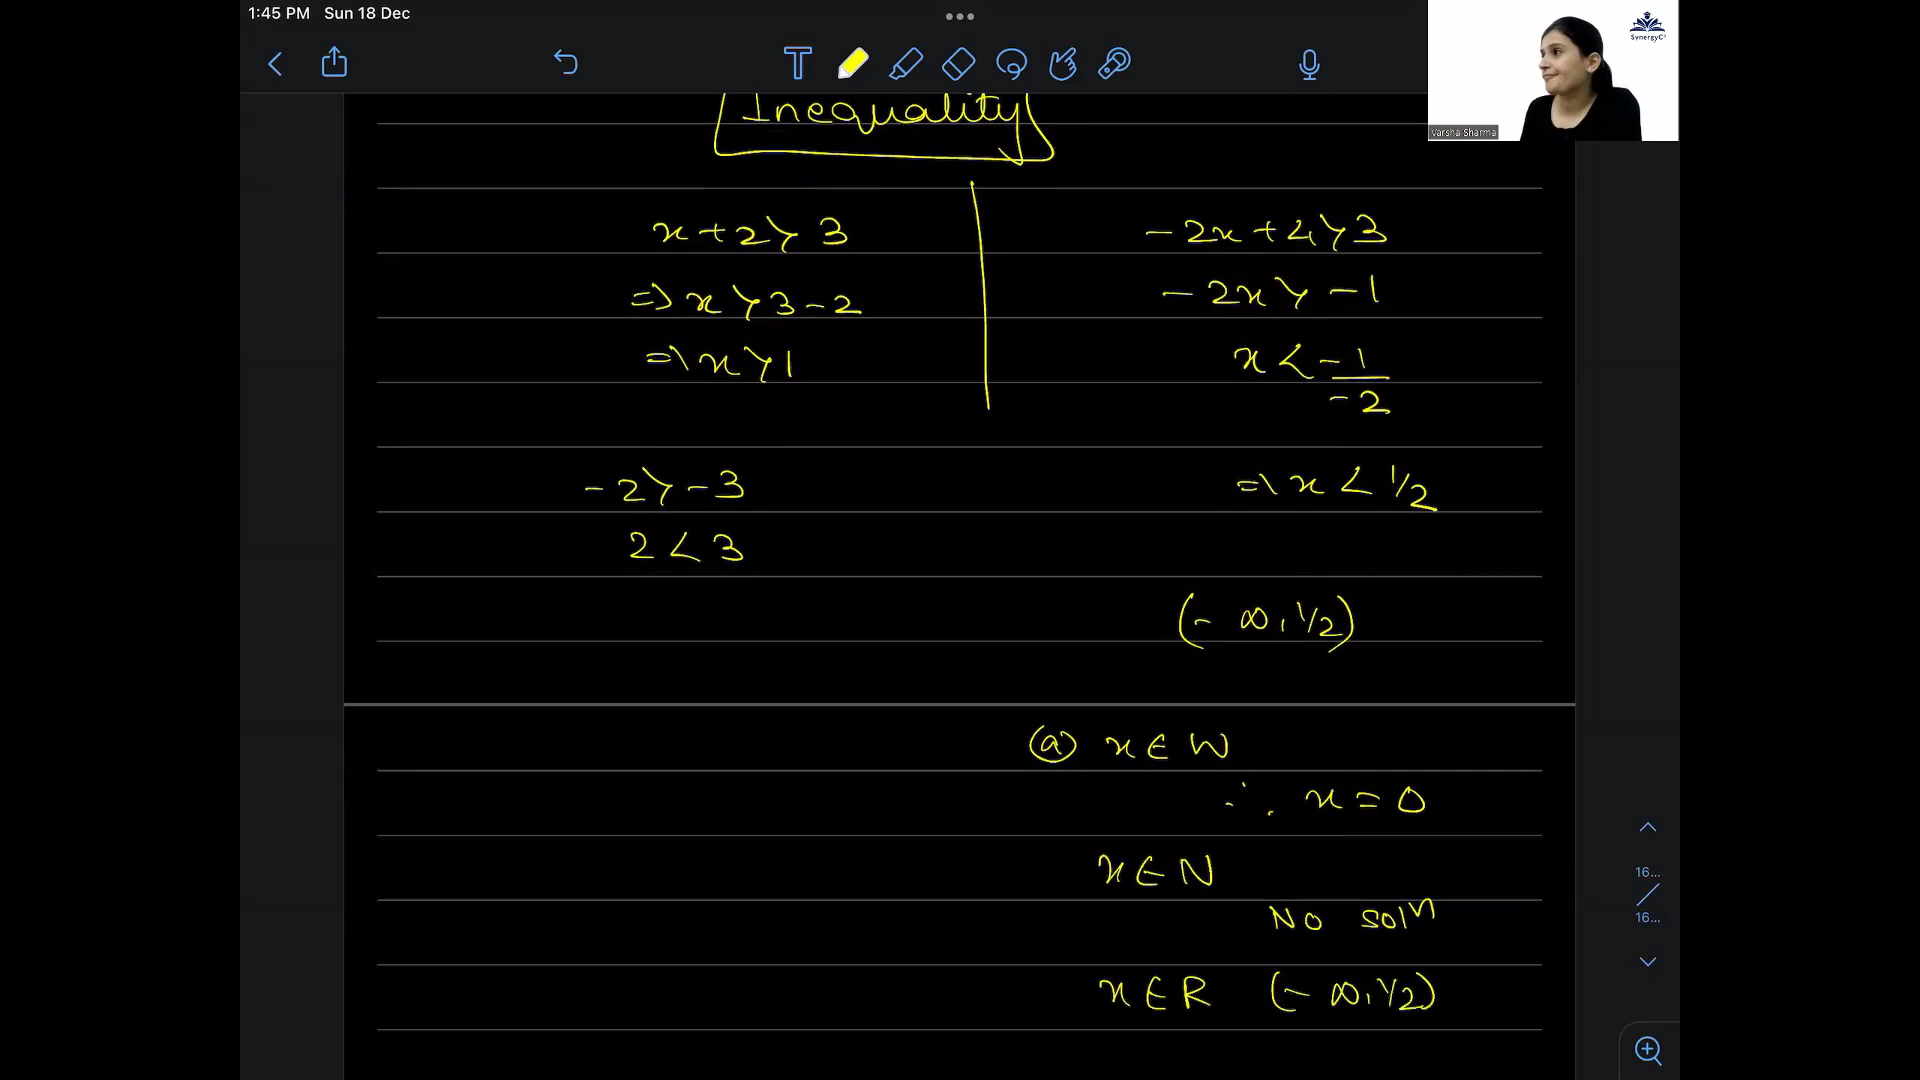 1:45 PM Sun 18 Dec
SynergyC³
Varsha Sharma
Inequality
x + 2 > 3
⇒ x > 3 - 2
⇒ x > 1
- 2x + 4 > 3
- 2x > - 1
x < -1/-2
⇒ x < 1/2
- 2 > - 3
2 < 3
(- ∞, 1/2)
(a) x ∈ W
∴ x = 0
x ∈ N
No soln
x ∈ R (- ∞, 1/2)
16...
16...